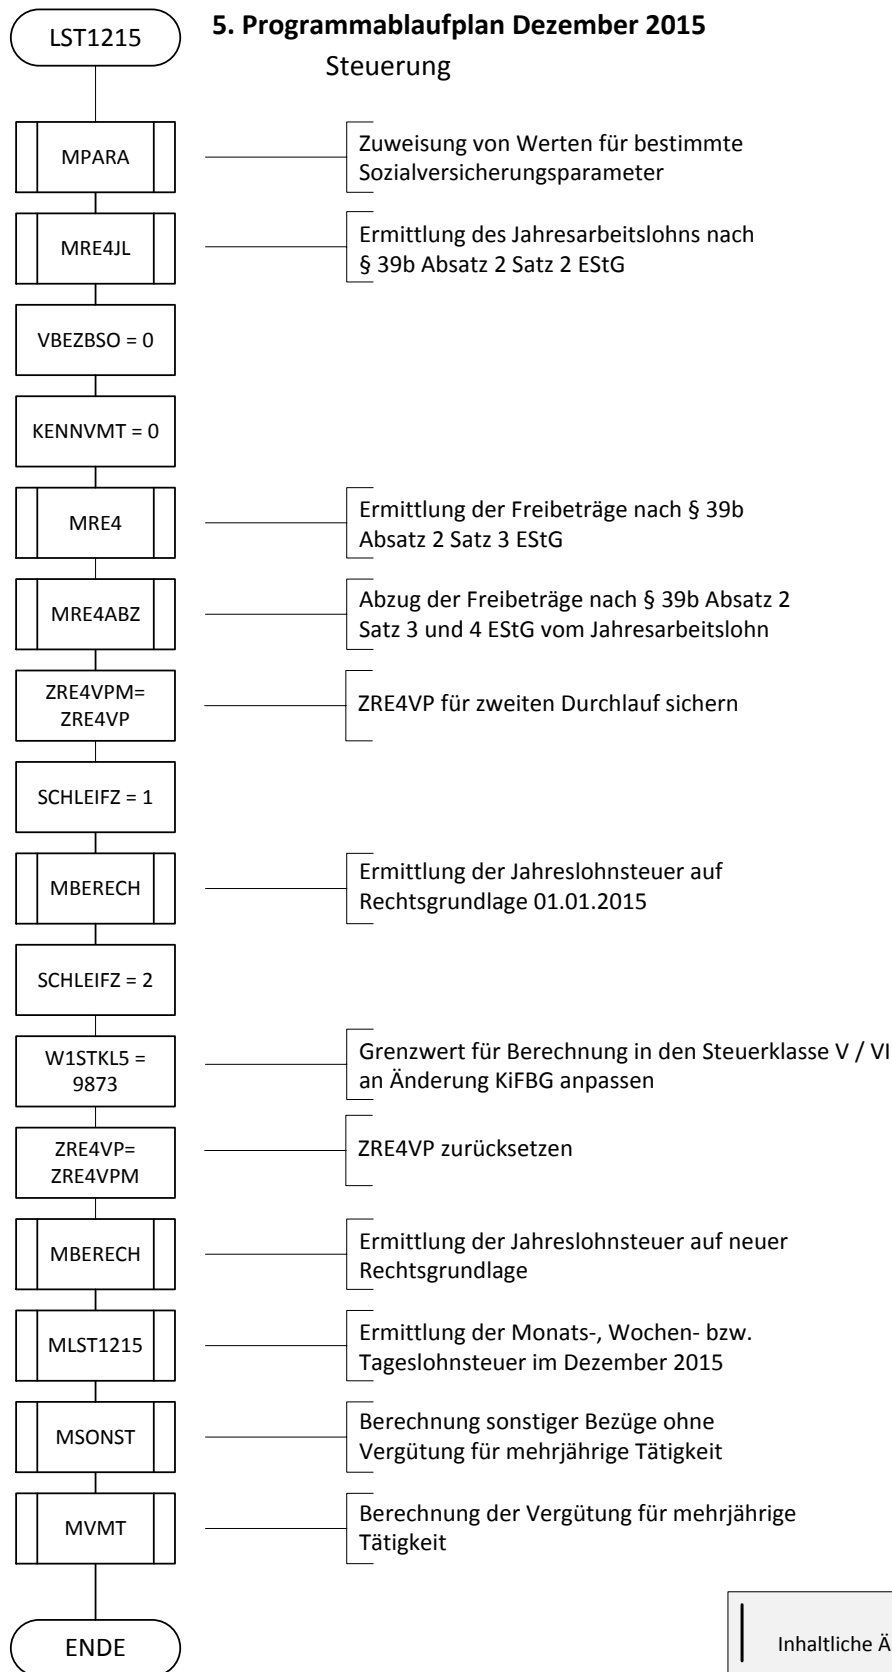 LST1215
5. Programmablaufplan Dezember 2015
Steuerung
MPARA
Zuweisung von Werten für bestimmte
Sozialversicherungsparameter
MRE4JL
Ermittlung des Jahresarbeitslohns nach
§ 39b Absatz 2 Satz 2 EStG
VBEZBSO = 0
KENNVMT = 0
MRE4
Ermittlung der Freibeträge nach § 39b
Absatz 2 Satz 3 EStG
MRE4ABZ
Abzug der Freibeträge nach § 39b Absatz 2
Satz 3 und 4 EStG vom Jahresarbeitslohn
ZRE4VPM=
ZRE4VP
ZRE4VP für zweiten Durchlauf sichern
SCHLEIFZ = 1
MBERECH
Ermittlung der Jahreslohnsteuer auf
Rechtsgrundlage 01.01.2015
SCHLEIFZ = 2
W1STKL5 =
9873
Grenzwert für Berechnung in den Steuerklasse V / VI
an Änderung KiFBG anpassen
ZRE4VP=
ZRE4VPM
ZRE4VP zurücksetzen
MBERECH
Ermittlung der Jahreslohnsteuer auf neuer
Rechtsgrundlage
MLST1215
Ermittlung der Monats-, Wochen- bzw.
Tageslohnsteuer im Dezember 2015
MSONST
Berechnung sonstiger Bezüge ohne
Vergütung für mehrjährige Tätigkeit
MVMT
Berechnung der Vergütung für mehrjährige
Tätigkeit
ENDE
Inhaltliche Ä